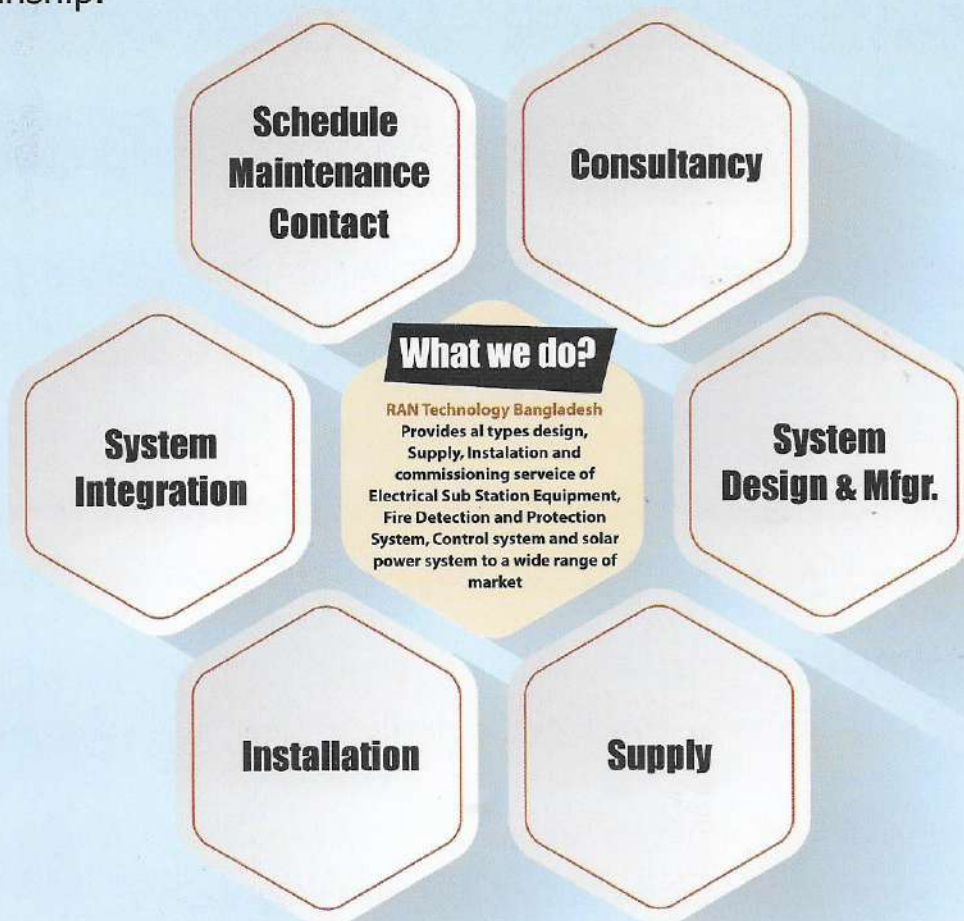 Schedule
Maintenance
Contact
Consultancy
What we do?
RAN Technology Bangladesh
Provides al types design,
Supply, Instalation and
commissioning serveice of
Electrical Sub Station Equipment,
Fire Detection and Protection
System, Control system and solar
power system to a wide range of
market
System
Integration
System
Design & Mfgr.
Installation
Supply